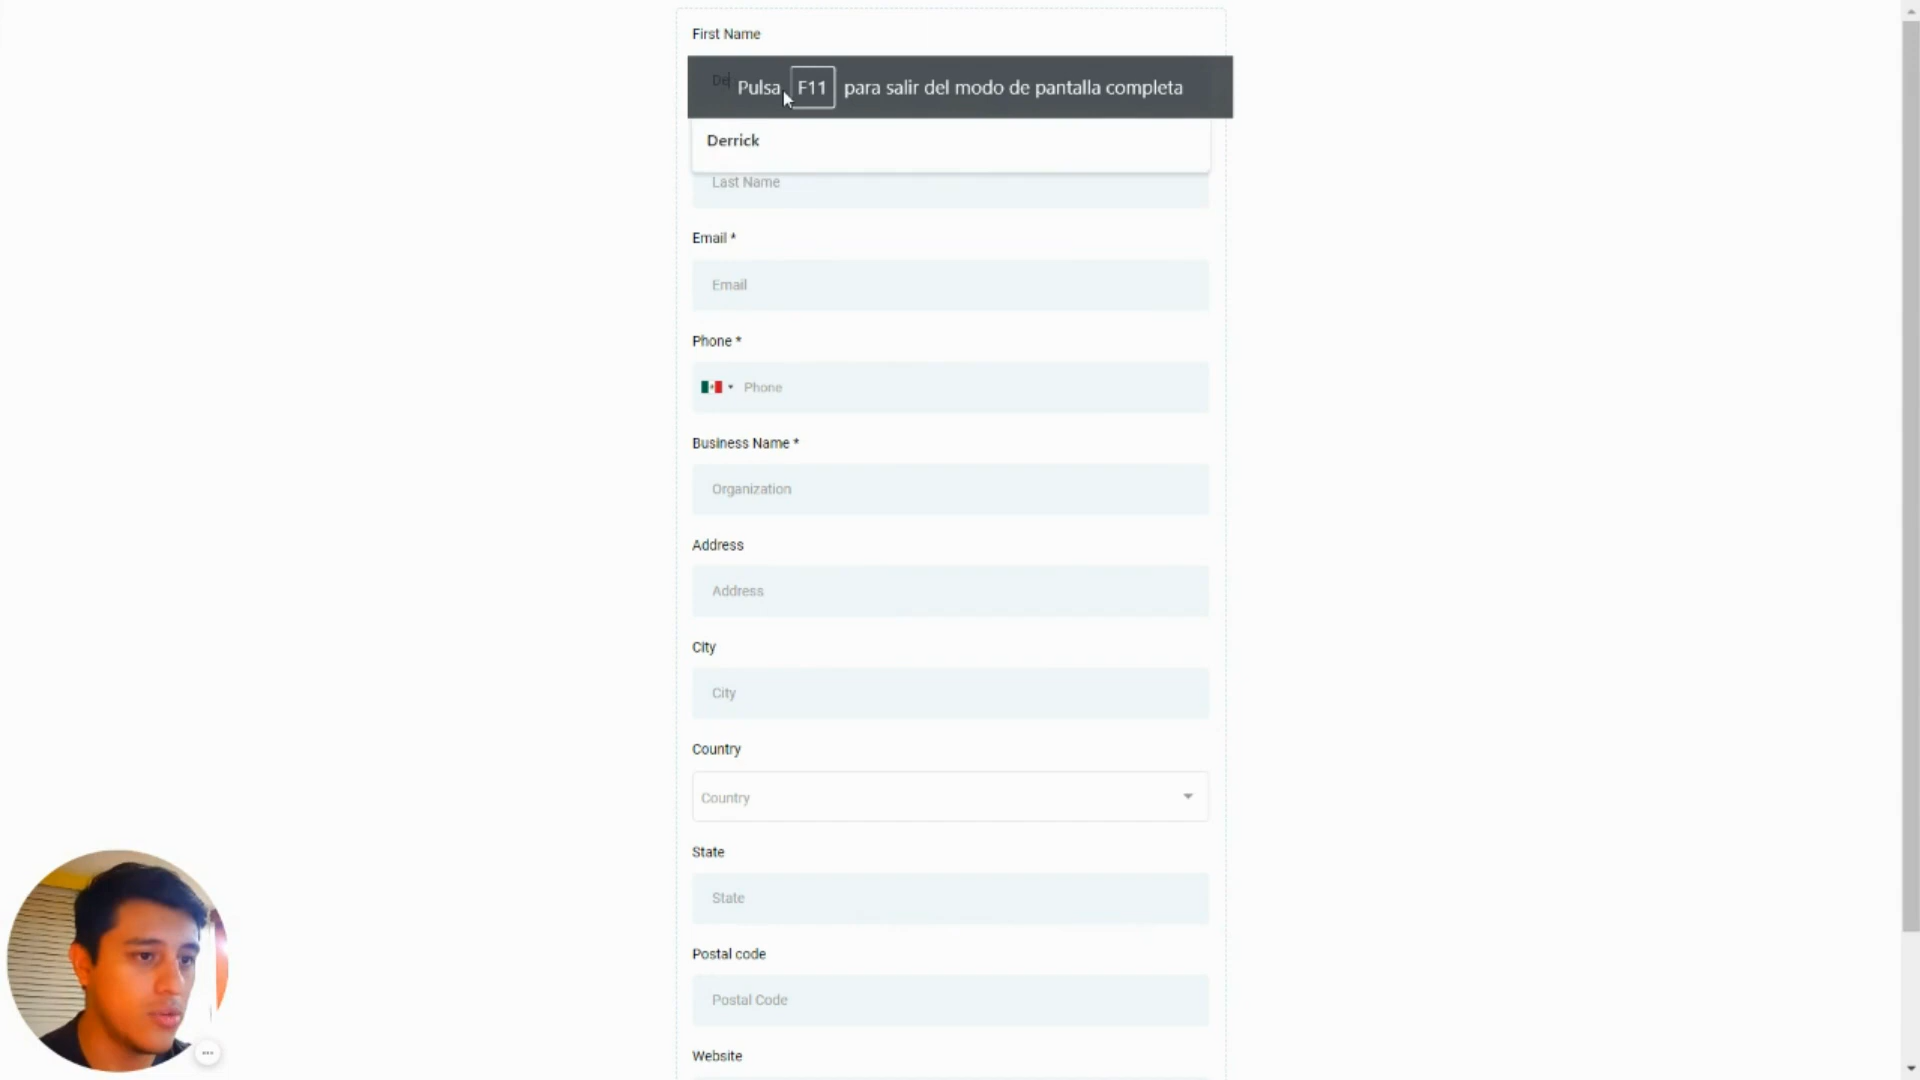 First Name
De
Pulsa F11 para salir del modo de pantalla completa
Derrick
Last Name
Email *
Email
Phone *
Phone
Business Name *
Organization
Address
Address
City
City
Country
Country
State
State
Postal code
Postal Code
Website